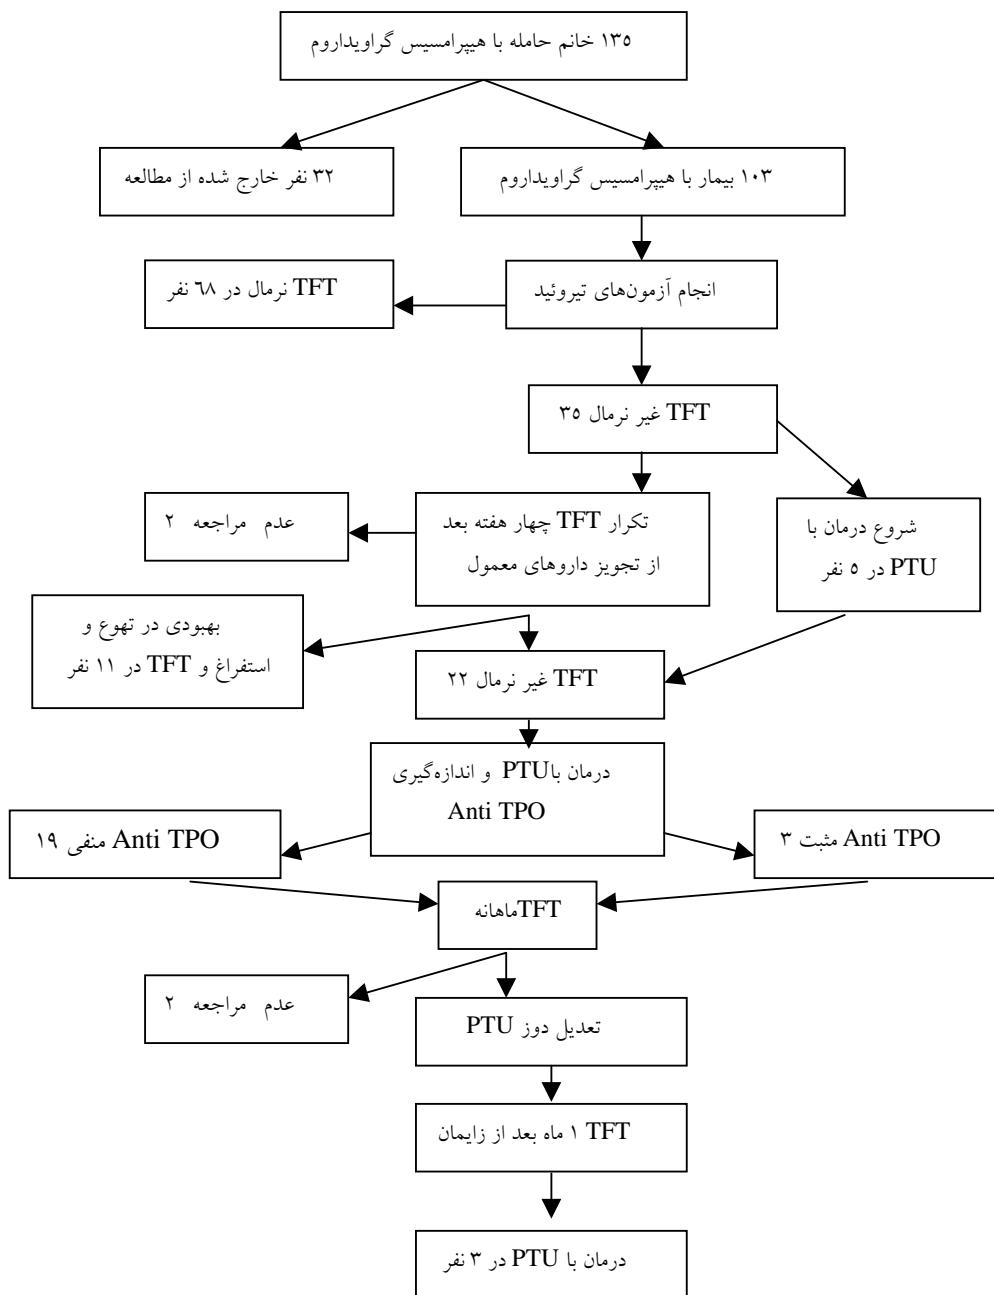 ۱۳۵ خانم حامله با هیپرامسیس گراویداروم
۱۰۳ بیمار با هیپرامسیس گراویداروم
۳۲ نفر خارج شده از مطالعه
انجام آزمون‌های تیروئید
TFT نرمال در ۶۸ نفر
TFT غیر نرمال ۳۵
شروع درمان با
PTU در ۵ نفر
تکرار TFT چهار هفته بعد
از تجویز داروهای معمول
عدم مراجعه ۲
بهبودی در تهوع و
استفراغ و TFT در ۱۱ نفر
TFT غیر نرمال ۲۲
درمان باPTU و اندازه‌گیری
Anti TPO
Anti TPO مثبت ۳
Anti TPO منفی ۱۹
TFTماهانه
عدم مراجعه ۲
تعدیل دوز PTU
TFT ۱ ماه بعد از زایمان
درمان با PTU در ۳ نفر